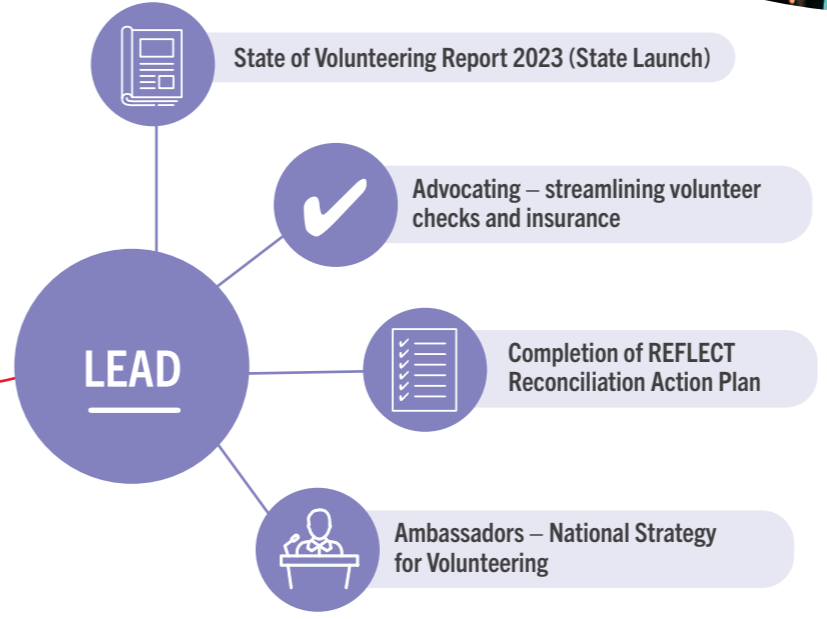 State of Volunteering Report 2023 (State Launch)
Advocating – streamlining volunteer
checks and insurance
LEAD
Completion of REFLECT
Reconciliation Action Plan
Ambassadors – National Strategy
for Volunteering